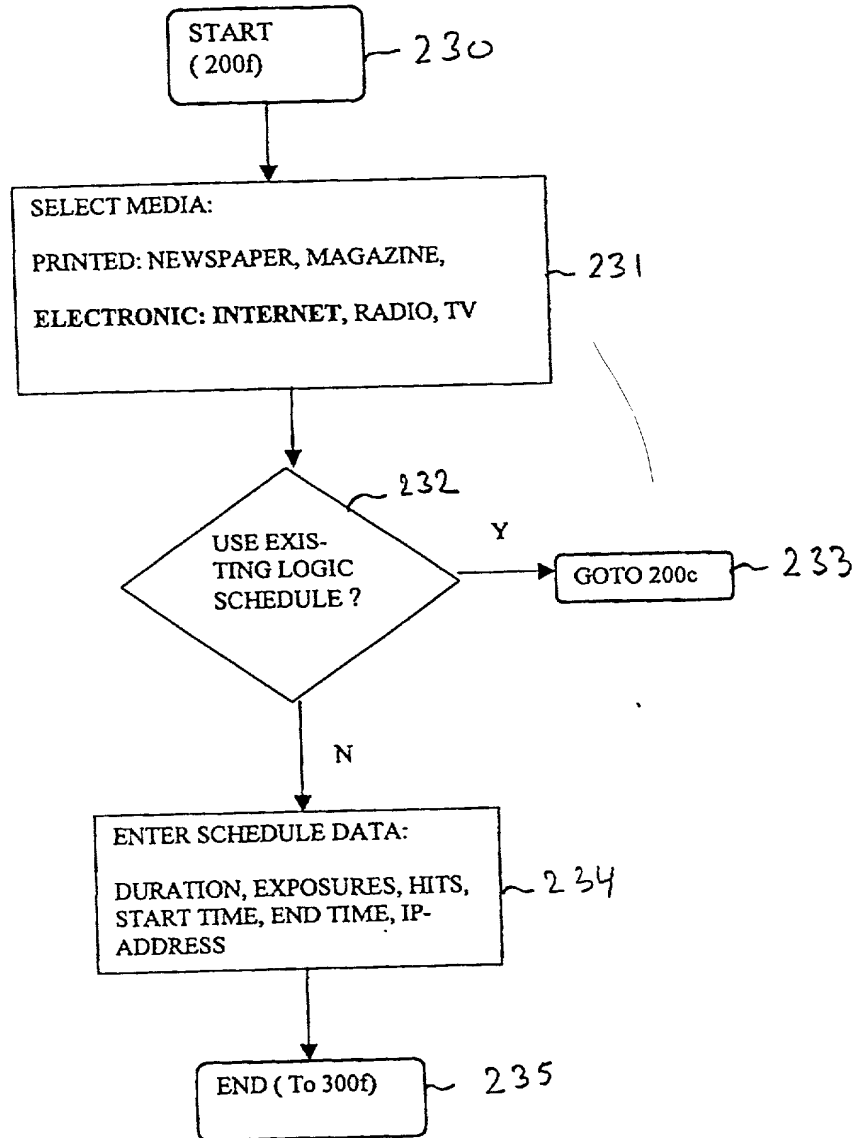 START
( 200f)
230
SELECT MEDIA:
PRINTED: NEWSPAPER, MAGAZINE,
ELECTRONIC: INTERNET, RADIO, TV
231
232
USE EXIS-
TING LOGIC
SCHEDULE ?
Y
GOTO 200c
233
N
ENTER SCHEDULE DATA:
DURATION, EXPOSURES, HITS,
START TIME, END TIME, IP-
ADDRESS
234
END ( To 300f)
235